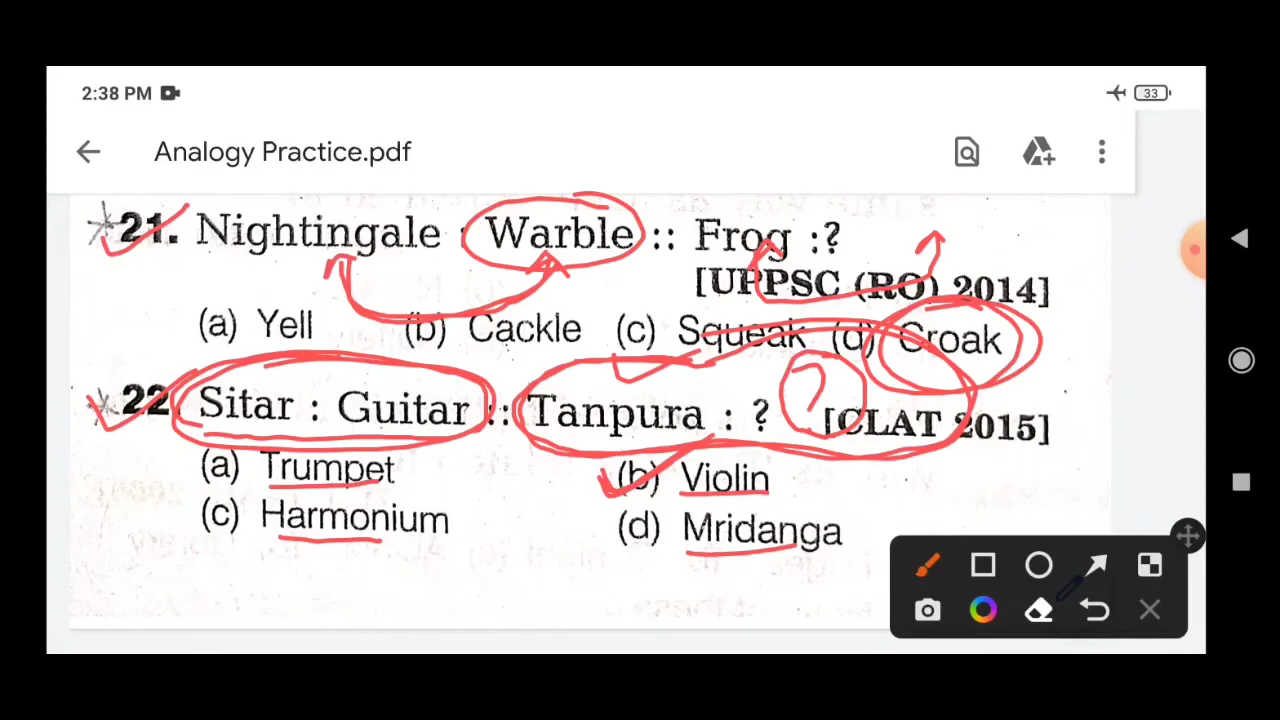 2:38 PM
33
Analogy Practice.pdf
21. Nightingale : Warble :: Frog :?
[UPPSC (RO) 2014]
(a) Yell (b) Cackle (c) Squeak (d) Croak
22. Sitar : Guitar :: Tanpura : ? ? [CLAT 2015]
(a) Trumpet (b) Violin
(c) Harmonium (d) Mridanga